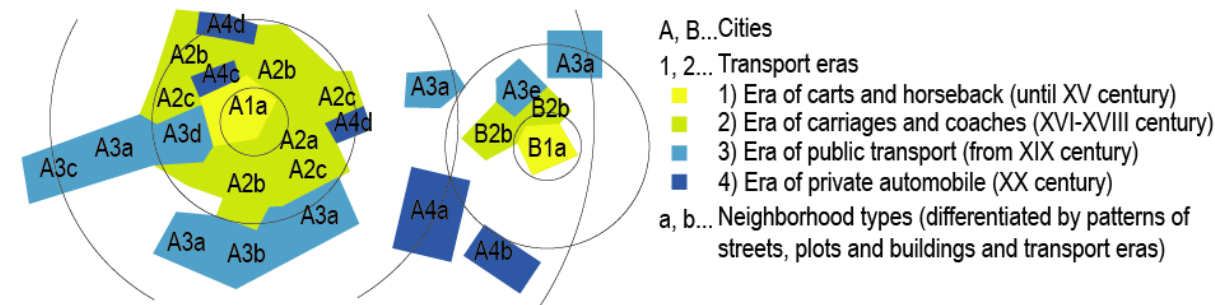 A4d
A2b
A4c
A2b
A2c
A1a
A2c
A4d
A3d
A2a
A3a
A3c
A2b
A2c
A3a
A3a
A3b
A3a
A3a
A3e
B2b
B2b
B1a
A4a
A4b
A, B... Cities
1, 2... Transport eras
1) Era of carts and horseback (until XV century)
2) Era of carriages and coaches (XVI-XVIII century)
3) Era of public transport (from XIX century)
4) Era of private automobile (XX century)
a, b... Neighborhood types (differentiated by patterns of
streets, plots and buildings and transport eras)